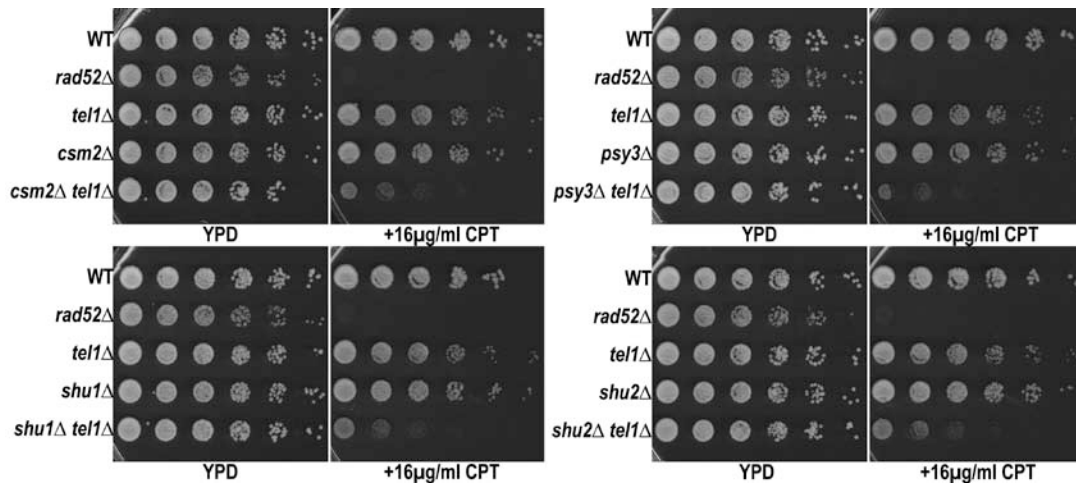 WT
rad52Δ
tel1Δ
csm2Δ
csm2Δ tel1Δ
YPD
+16µg/ml CPT
WT
rad52Δ
tel1Δ
psy3Δ
psy3Δ tel1Δ
YPD
+16µg/ml CPT
WT
rad52Δ
tel1Δ
shu1Δ
shu1Δ tel1Δ
YPD
+16µg/ml CPT
WT
rad52Δ
tel1Δ
shu2Δ
shu2Δ tel1Δ
YPD
+16µg/ml CPT